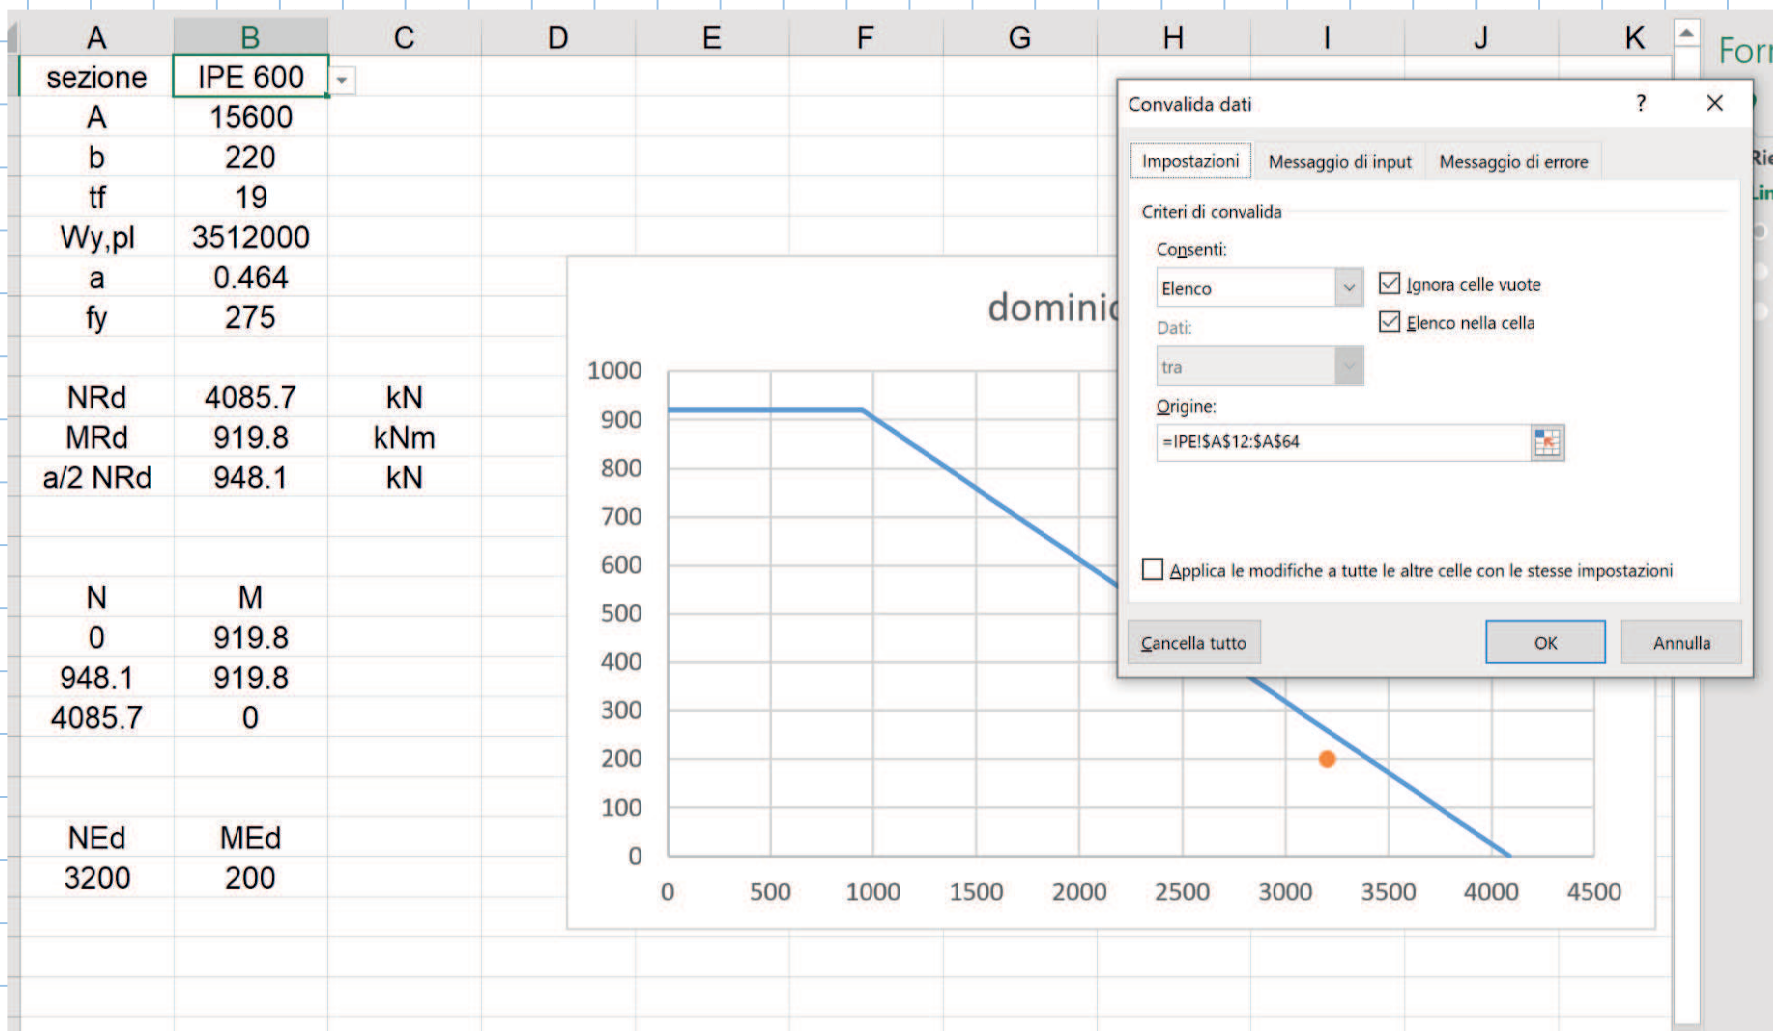 A B C D E F G H I J K
sezione IPE 600
A 15600
b 220
tf 19
Wy,pl 3512000
a 0.464
fy 275
NRd 4085.7 kN
MRd 919.8 kNm
a/2 NRd 948.1 kN
N M
0 919.8
948.1 919.8
4085.7 0
NEd MEd
3200 200
1000
900
800
700
600
500
400
300
200
100
0
0 500 1000 1500 2000 2500 3000 3500 4000 4500
Convalida dati ?
Impostazioni Messaggio di input Messaggio di errore
Criteri di convalida
Consenti:
Elenco
Ignora celle vuote
Dati:
Elenco nella cella
tra
Origine:
=IPE!$A$12:$A$64
Applica le modifiche a tutte le altre celle con le stesse impostazioni
Cancella tutto OK Annulla